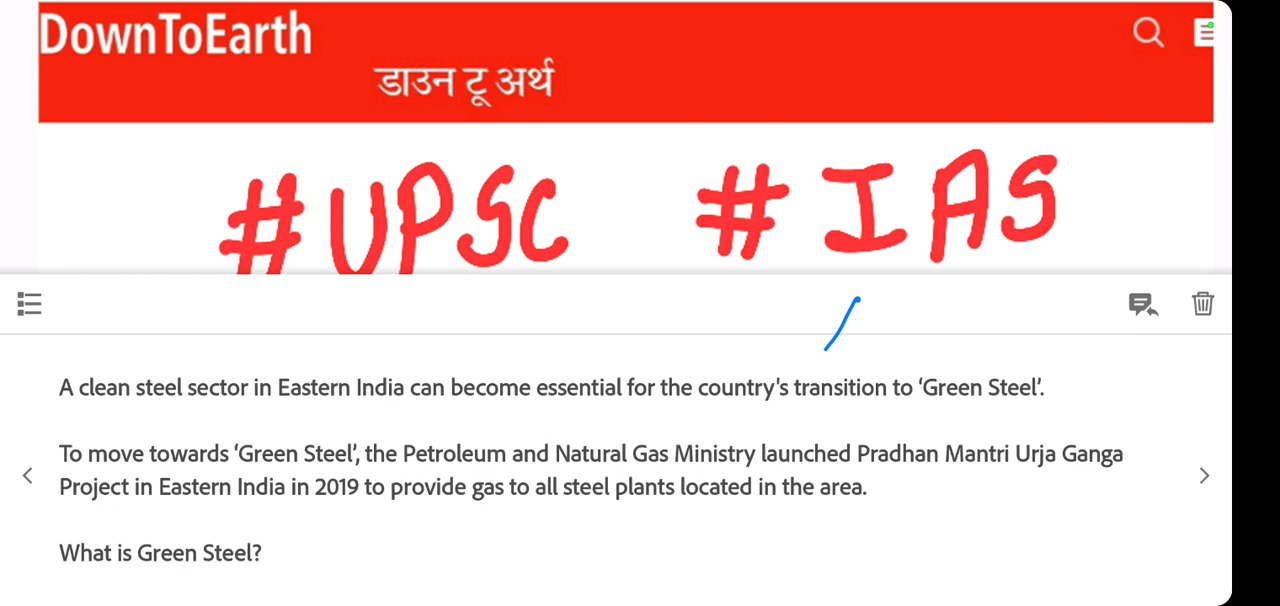 DownToEarth
डाउन टू अर्थ
#UPSC #IAS
A clean steel sector in Eastern India can become essential for the country's transition to ‘Green Steel’.
To move towards ‘Green Steel’, the Petroleum and Natural Gas Ministry launched Pradhan Mantri Urja Ganga
Project in Eastern India in 2019 to provide gas to all steel plants located in the area.
What is Green Steel?